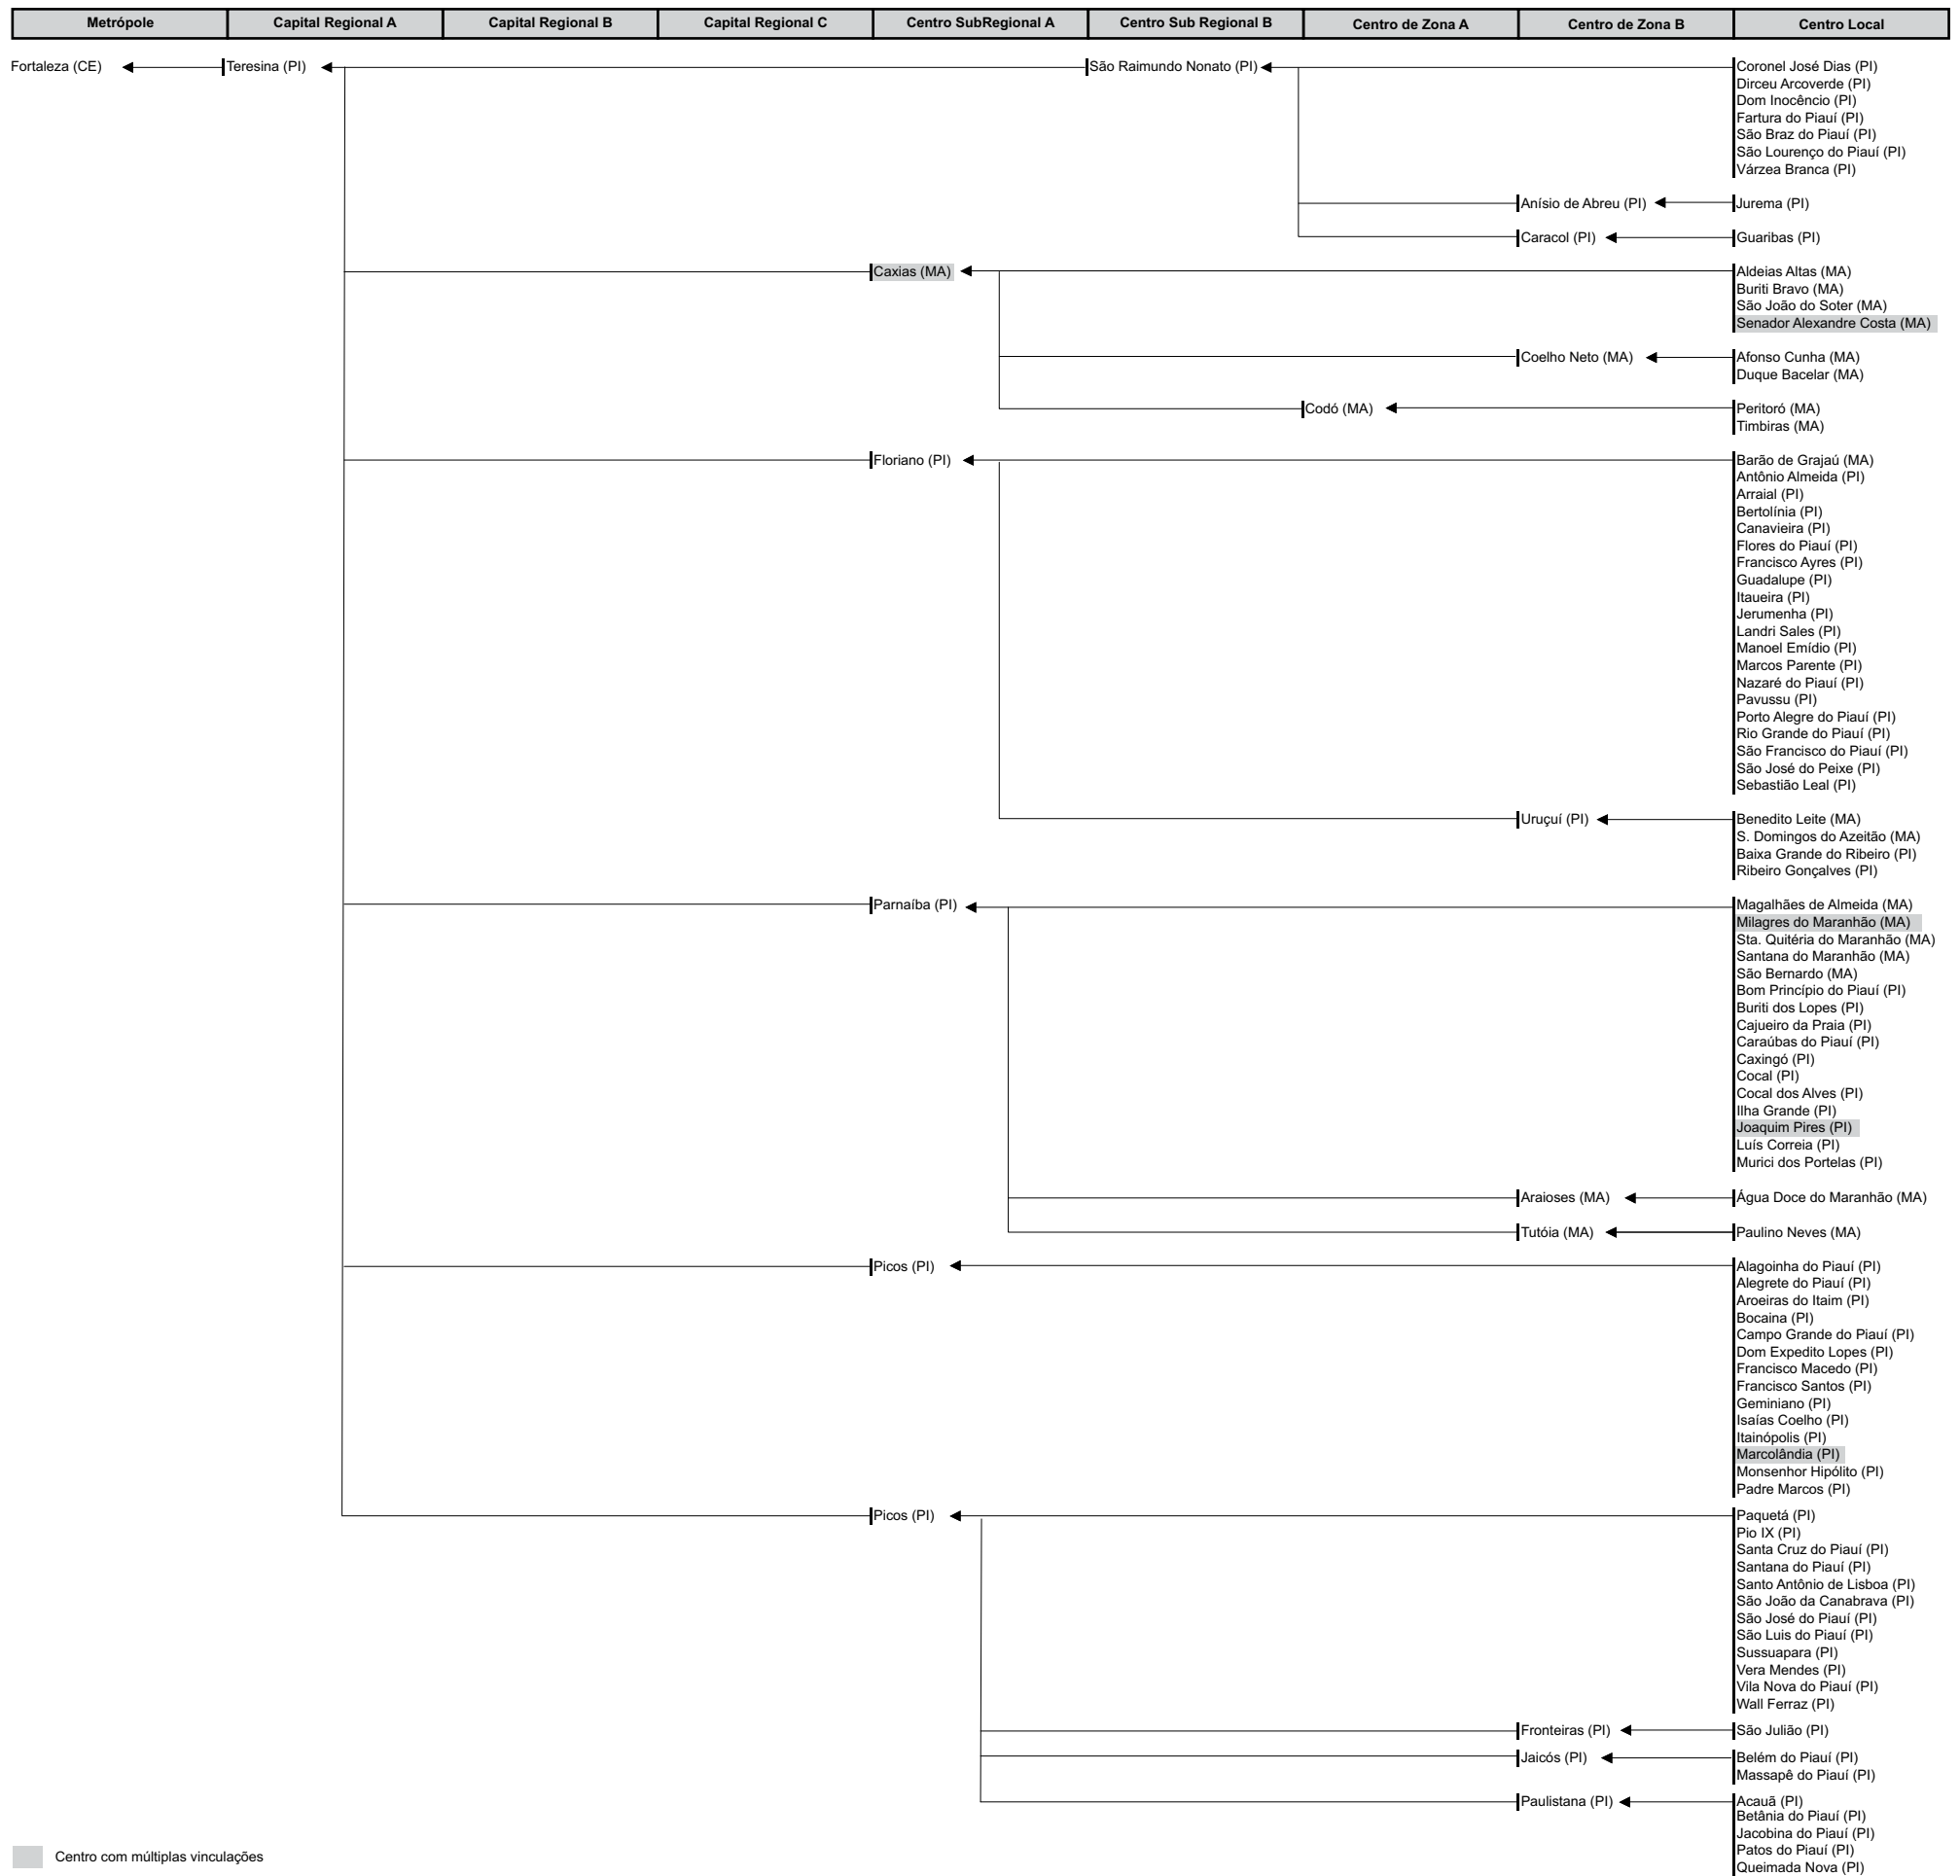 Metrópole
Capital Regional A
Capital Regional B
Capital Regional C
Centro SubRegional A
Centro Sub Regional B
Centro de Zona A
Centro de Zona B
Centro Local
Fortaleza (CE)
Teresina (PI)
São Raimundo Nonato (PI)
Coronel José Dias (PI)
Dirceu Arcoverde (PI)
Dom Inocêncio (PI)
Fartura do Piauí (PI)
São Braz do Piauí (PI)
São Lourenço do Piauí (PI)
Várzea Branca (PI)
Anísio de Abreu (PI)
Jurema (PI)
Caracol (PI)
Guaribas (PI)
Caxias (MA)
Aldeias Altas (MA)
Buriti Bravo (MA)
São João do Soter (MA)
Senador Alexandre Costa (MA)
Coelho Neto (MA)
Afonso Cunha (MA)
Duque Bacelar (MA)
Codó (MA)
Peritoró (MA)
Timbiras (MA)
Floriano (PI)
Barão de Grajaú (MA)
Antônio Almeida (PI)
Arraial (PI)
Bertolínia (PI)
Canavieira (PI)
Flores do Piauí (PI)
Francisco Ayres (PI)
Guadalupe (PI)
Itaueira (PI)
Jerumenha (PI)
Landri Sales (PI)
Manoel Emídio (PI)
Marcos Parente (PI)
Nazaré do Piauí (PI)
Pavussu (PI)
Porto Alegre do Piauí (PI)
Rio Grande do Piauí (PI)
São Francisco do Piauí (PI)
São José do Peixe (PI)
Sebastião Leal (PI)
Uruçuí (PI)
Benedito Leite (MA)
S. Domingos do Azeitão (MA)
Baixa Grande do Ribeiro (PI)
Ribeiro Gonçalves (PI)
Parnaíba (PI)
Magalhães de Almeida (MA)
Milagres do Maranhão (MA)
Sta. Quitéria do Maranhão (MA)
Santana do Maranhão (MA)
São Bernardo (MA)
Bom Princípio do Piauí (PI)
Buriti dos Lopes (PI)
Cajueiro da Praia (PI)
Caraúbas do Piauí (PI)
Caxingó (PI)
Cocal (PI)
Cocal dos Alves (PI)
Ilha Grande (PI)
Joaquim Pires (PI)
Luís Correia (PI)
Murici dos Portelas (PI)
Araioses (MA)
Água Doce do Maranhão (MA)
Tutóia (MA)
Paulino Neves (MA)
Picos (PI)
Alagoinha do Piauí (PI)
Alegrete do Piauí (PI)
Aroeiras do Itaim (PI)
Bocaina (PI)
Campo Grande do Piauí (PI)
Dom Expedito Lopes (PI)
Francisco Macedo (PI)
Francisco Santos (PI)
Geminiano (PI)
Isaías Coelho (PI)
Itainópolis (PI)
Marcolândia (PI)
Monsenhor Hipólito (PI)
Padre Marcos (PI)
Picos (PI)
Paquetá (PI)
Pio IX (PI)
Santa Cruz do Piauí (PI)
Santana do Piauí (PI)
Santo Antônio de Lisboa (PI)
São João da Canabrava (PI)
São José do Piauí (PI)
São Luis do Piauí (PI)
Sussuapara (PI)
Vera Mendes (PI)
Vila Nova do Piauí (PI)
Wall Ferraz (PI)
Fronteiras (PI)
São Julião (PI)
Jaicós (PI)
Belém do Piauí (PI)
Massapê do Piauí (PI)
Paulistana (PI)
Acauã (PI)
Betânia do Piauí (PI)
Jacobina do Piauí (PI)
Patos do Piauí (PI)
Queimada Nova (PI)
Centro com múltiplas vinculações